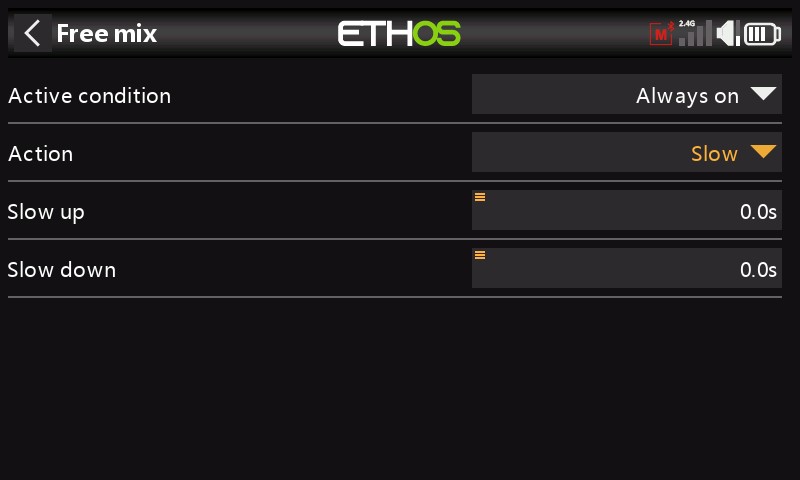 Free mix
ETHOS
M
2.4G
Active condition
Always on
Action
Slow
Slow up
0.0s
Slow down
0.0s